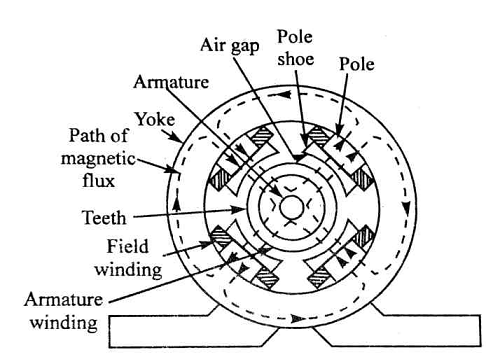 Air gap
Pole
shoe
Pole
Armature
Yoke
Path of
magnetic
flux
Teeth
Field
winding
Armature
winding